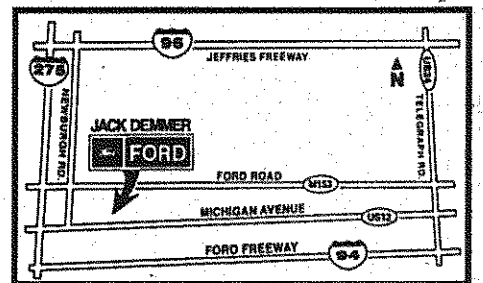 96
JEFFRIES FREEWAY
275
NEWBURGH RD.
N
US24
TELEGRAPH RD.
JACK DEMMER
FORD
FORD ROAD
M153
MICHIGAN AVENUE
US12
FORD FREEWAY
94